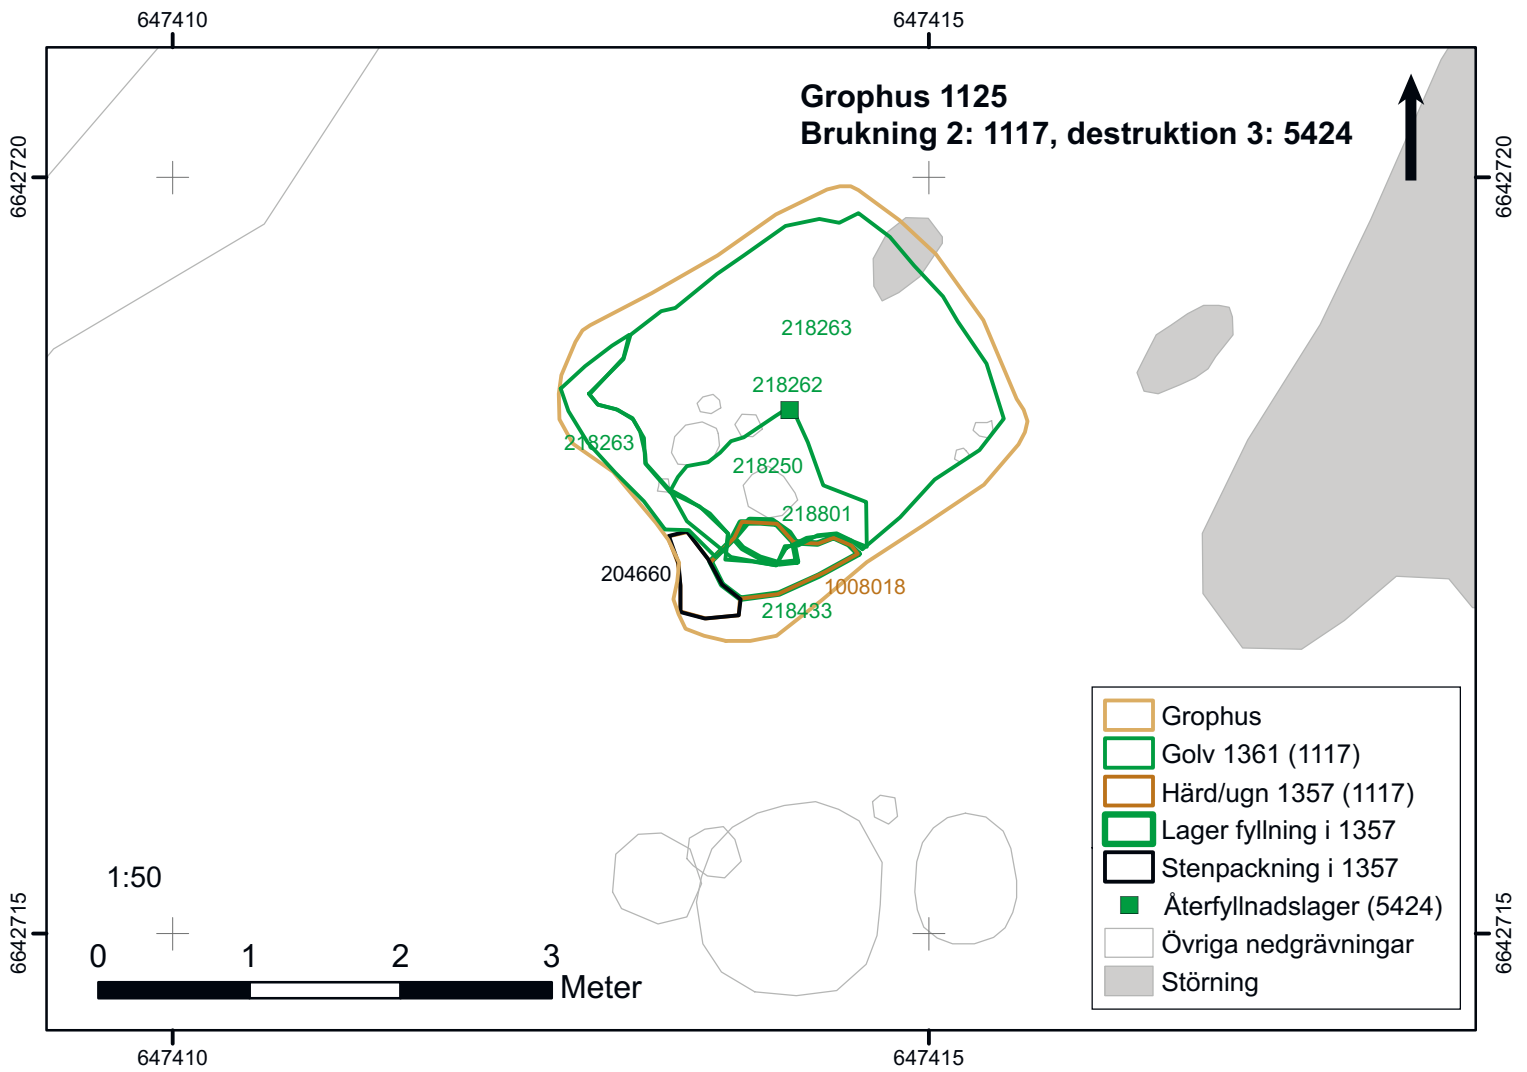 647410
647415
Grophus 1125
Brukning 2: 1117, destruktion 3: 5424
6642720
6642720
218263
218262
218263
218250
218801
204660
1008018
218433
Grophus
Golv 1361 (1117)
Härd/ugn 1357 (1117)
Lager fyllning i 1357
Stenpackning i 1357
Återfyllnadslager (5424)
Övriga nedgrävningar
Störning
1:50
0 1 2 3
Meter
6642715
6642715
647410
647415